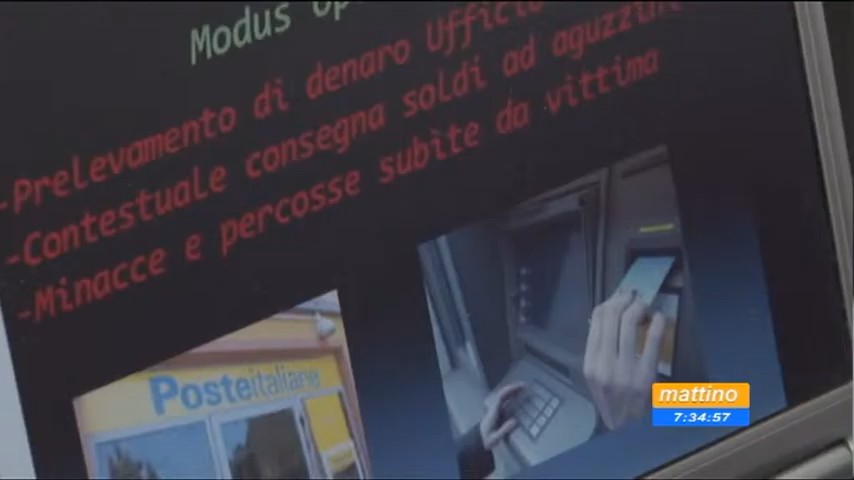 Modus
-Prelevamento di denaro Ufficio
-Contestuale consegna soldi ad aguzzini
-Minacce e percosse subite da vittima
Posteitaliane
mattino
7:34:57